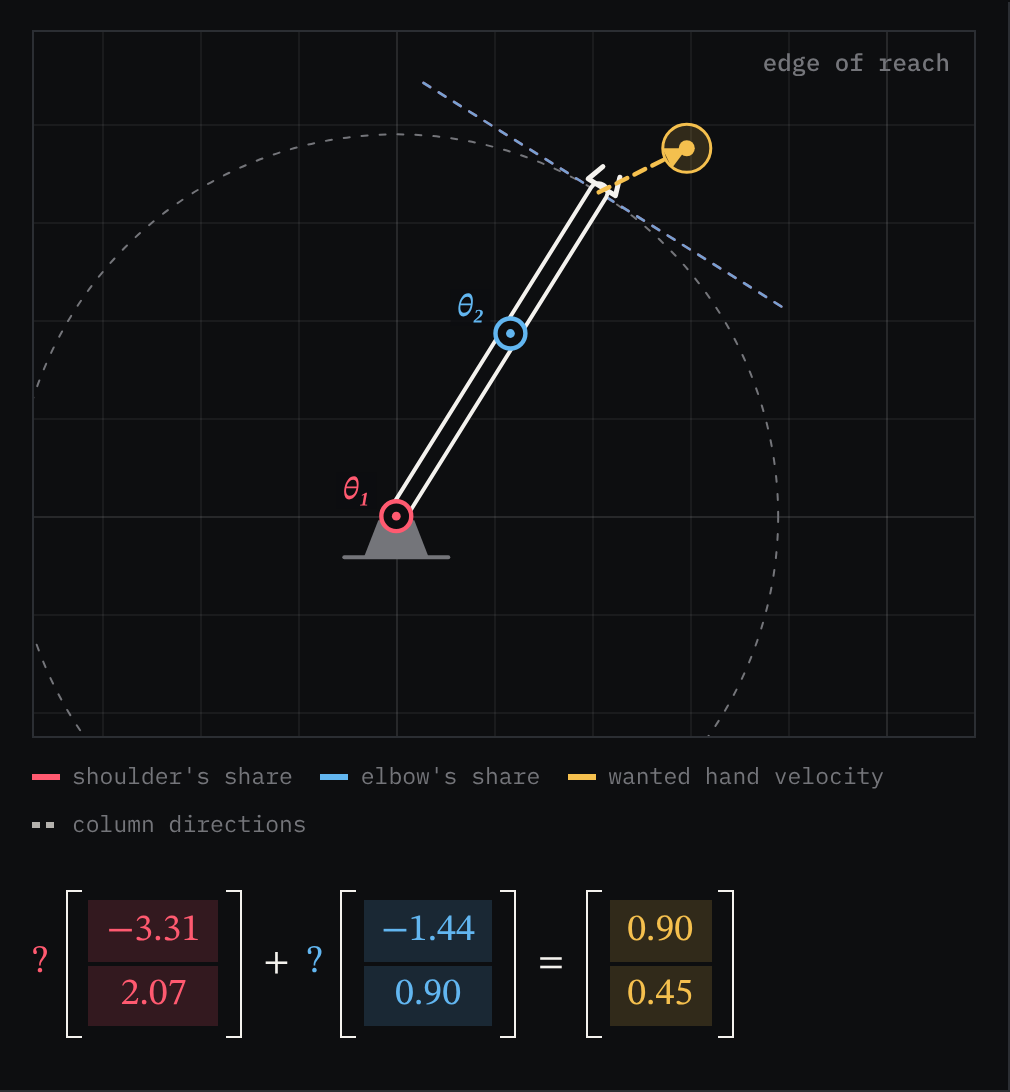 edge of reach
θ2
θ1
shoulder's share elbow's share wanted hand velocity
column directions
−3.31 −1.44 0.90
? + ? =
2.07 0.90 0.45